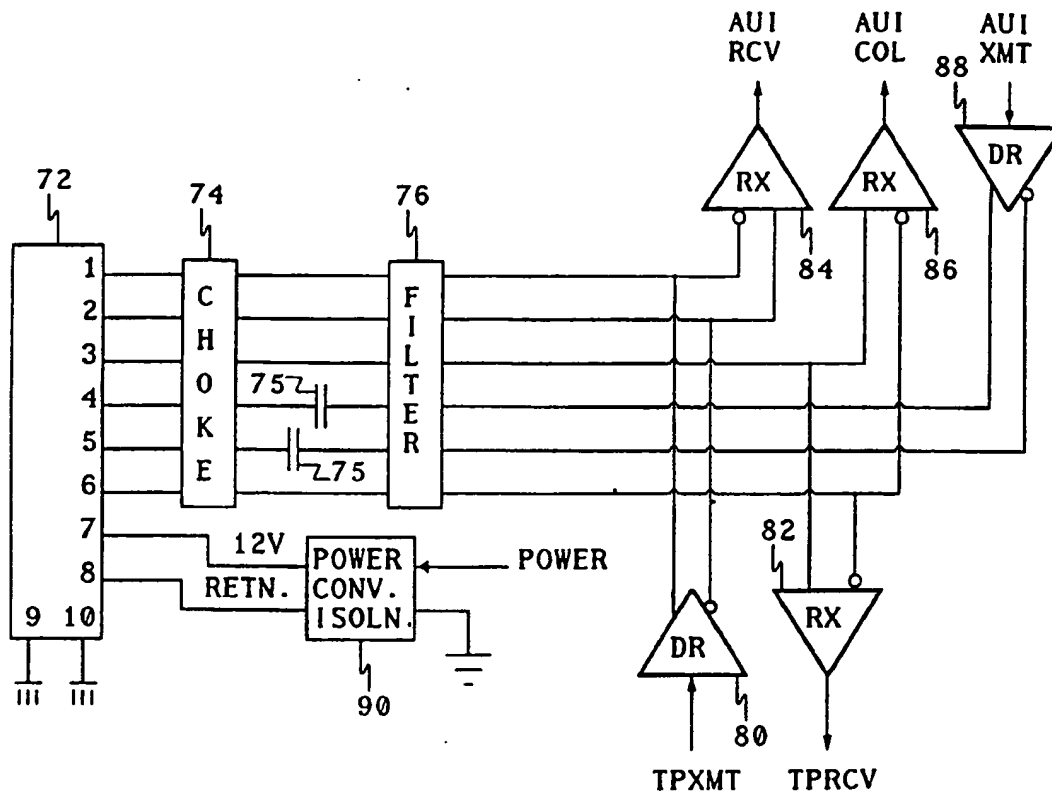 AUI
RCV
AUI
COL
AUI
XMT
88
DR
72
74
76
RX
RX
84
86
1
2
3
4
5
6
7
8
9 10
CHOKE
75
75
FILTER
12V
RETN.
POWER
CONV.
ISOLN.
POWER
90
82
DR
RX
80
TPXMT
TPRCV